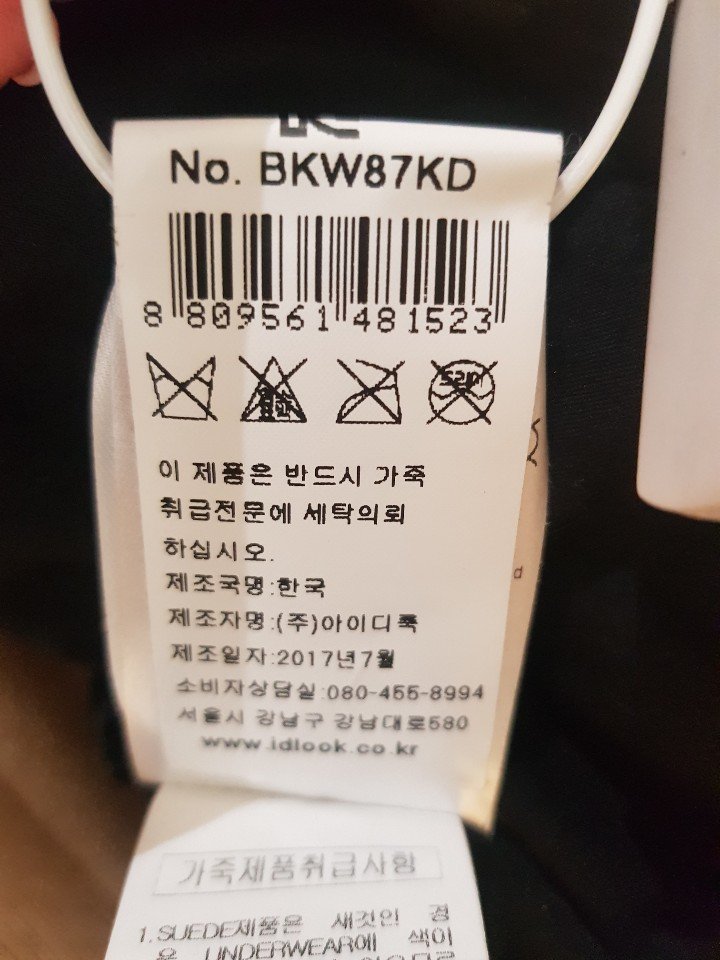 No. BKW87KD
8 809561 481523
이 제품은 반드시 가죽
취급전문에 세탁의뢰
하십시오.
제조국명:한국
제조자명:(주)아이디룩
제조일자:2017년7월
소비자상담실:080-455-8994
서울시 강남구 강남대로580
www.idlook.co.kr
가죽제품취급사항
1.SUEDE제품은 새것인 경
은 UNDERWEAR에 색이